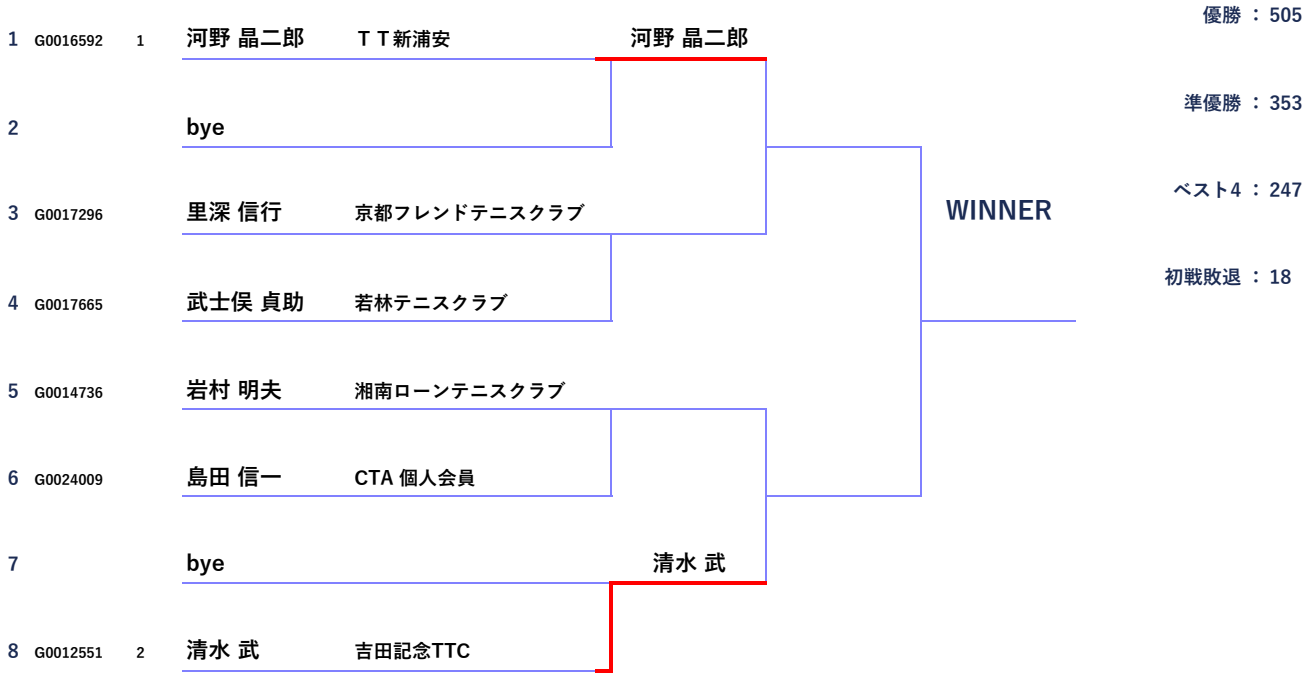 優勝 : 505
1 G0016592 1 河野 晶二郎 ＴＴ新浦安 河野 晶二郎
準優勝 : 353
2 bye
ベスト4 : 247
3 G0017296 里深 信行 京都フレンドテニスクラブ WINNER
初戦敗退 : 18
4 G0017665 武士俣 貞助 若林テニスクラブ
5 G0014736 岩村 明夫 湘南ローンテニスクラブ
6 G0024009 島田 信一 CTA 個人会員
7 bye 清水 武
8 G0012551 2 清水 武 吉田記念TTC